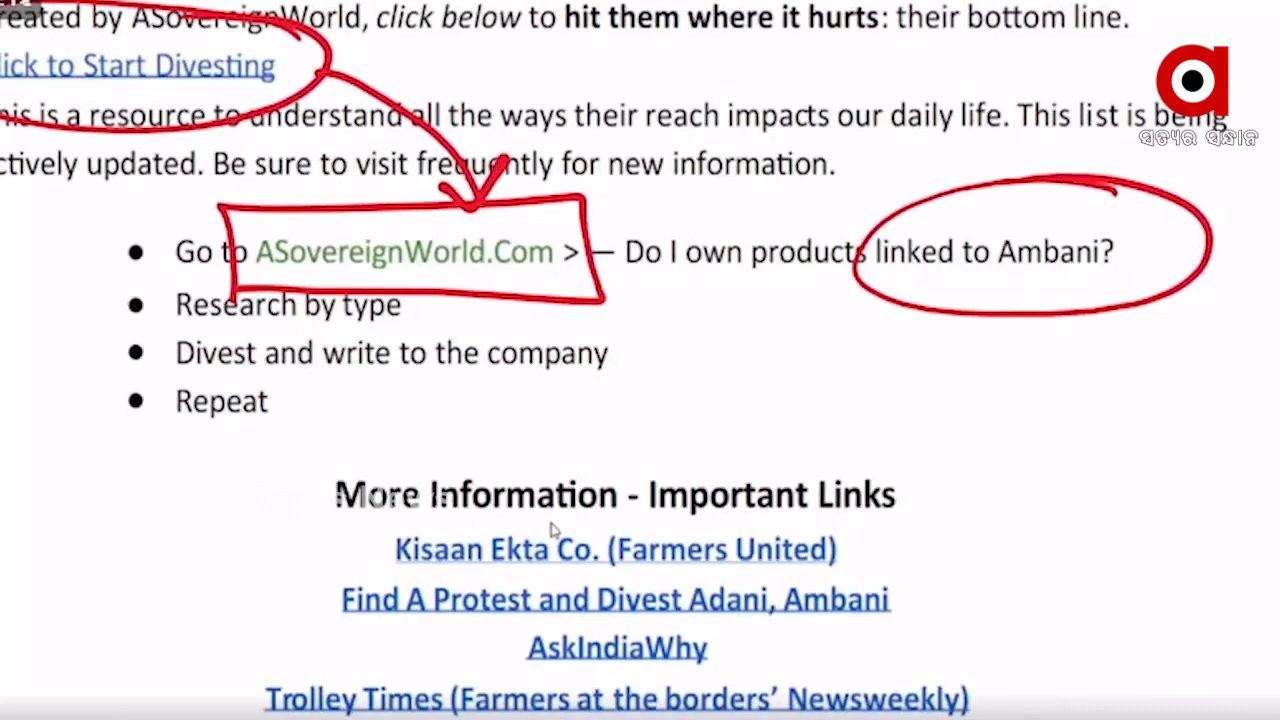 reated by ASovereignWorld, click below to hit them where it hurts: their bottom line.
lick to Start Divesting
his is a resource to understand all the ways their reach impacts our daily life. This list is being
ctively updated. Be sure to visit frequently for new information.
ସତ୍ୟର ସନ୍ଧାନ
● Go to ASovereignWorld.Com > — Do I own products linked to Ambani?
● Research by type
● Divest and write to the company
● Repeat
More Information - Important Links
Kisaan Ekta Co. (Farmers United)
Find A Protest and Divest Adani, Ambani
AskIndiaWhy
Trolley Times (Farmers at the borders’ Newsweekly)